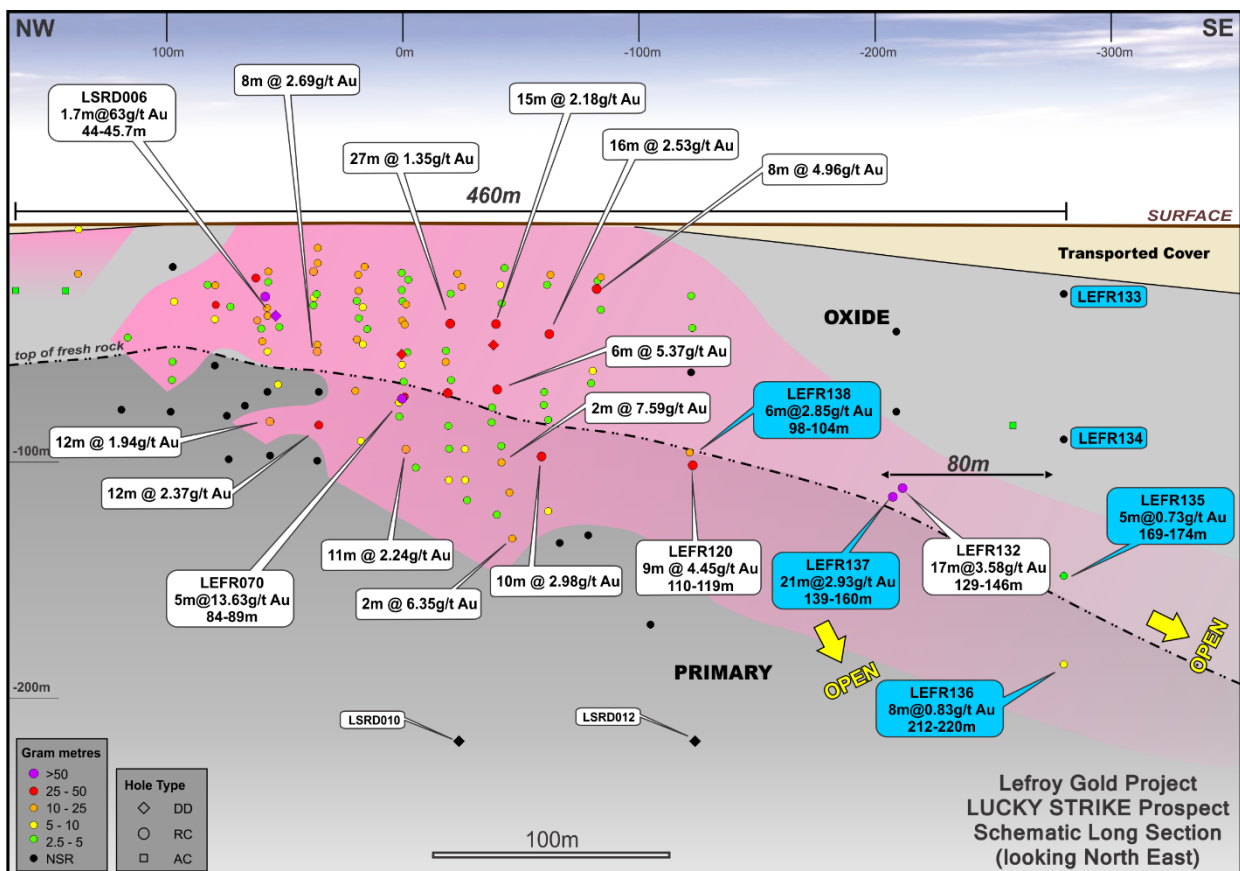 NW
SE
100m
0m
-100m
-200m
-300m
8m @ 2.69g/t Au
LSRD006
1.7m@63g/t Au
44-45.7m
15m @ 2.18g/t Au
27m @ 1.35g/t Au
16m @ 2.53g/t Au
8m @ 4.96g/t Au
460m
SURFACE
Transported Cover
LEFR133
OXIDE
top of fresh rock
6m @ 5.37g/t Au
LEFR138
6m@2.85g/t Au
98-104m
2m @ 7.59g/t Au
LEFR134
12m @ 1.94g/t Au
-100m
80m
12m @ 2.37g/t Au
LEFR135
5m@0.73g/t Au
169-174m
11m @ 2.24g/t Au
LEFR120
9m @ 4.45g/t Au
110-119m
LEFR132
17m@3.58g/t Au
129-146m
LEFR137
21m@2.93g/t Au
139-160m
LEFR070
5m@13.63g/t Au
84-89m
10m @ 2.98g/t Au
2m @ 6.35g/t Au
OPEN
OPEN
PRIMARY
LEFR136
8m@0.83g/t Au
212-220m
-200m
LSRD010
LSRD012
Gram metres
>50
25 - 50
10 - 25
5 - 10
2.5 - 5
NSR
Hole Type
DD
RC
AC
100m
Lefroy Gold Project
LUCKY STRIKE Prospect
Schematic Long Section
(looking North East)